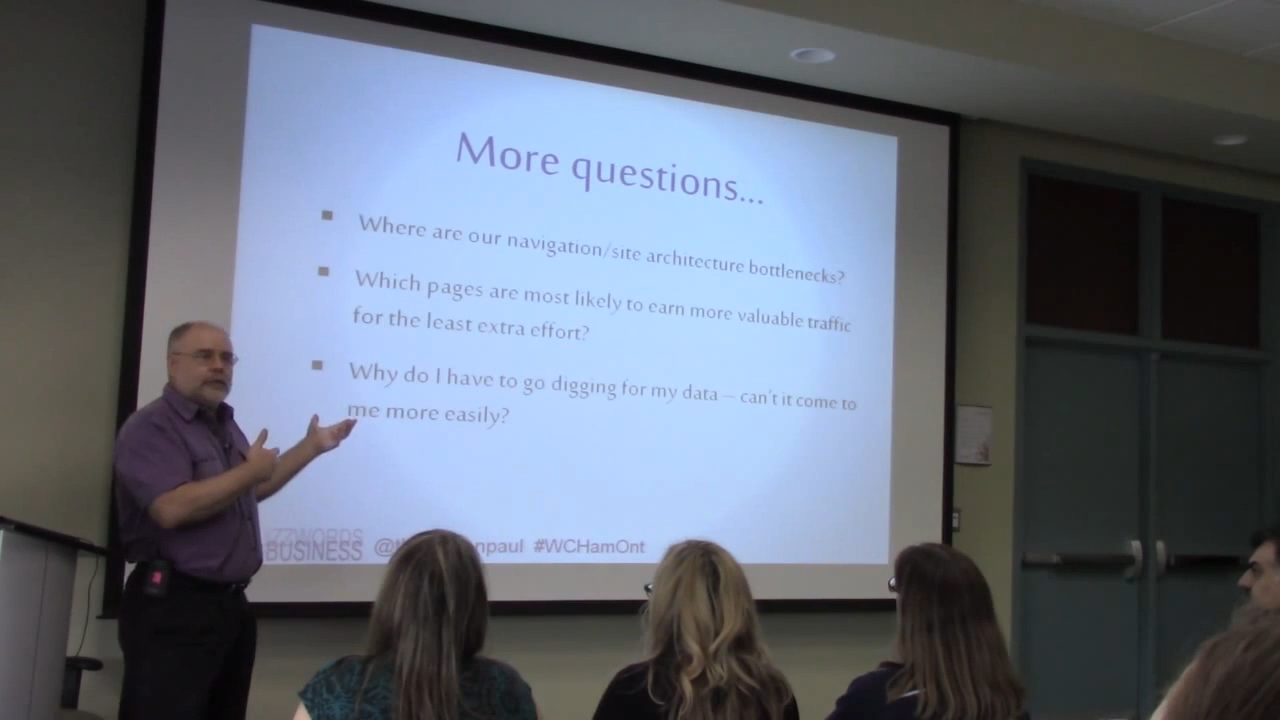 More questions...
Where are our navigation/site architecture bottlenecks?
Which pages are most likely to earn more valuable traffic
for the least extra effort?
Why do I have to go digging for my data – can't it come to
me more easily?
ZZWORDS
BUSINESS #WCHamOnt